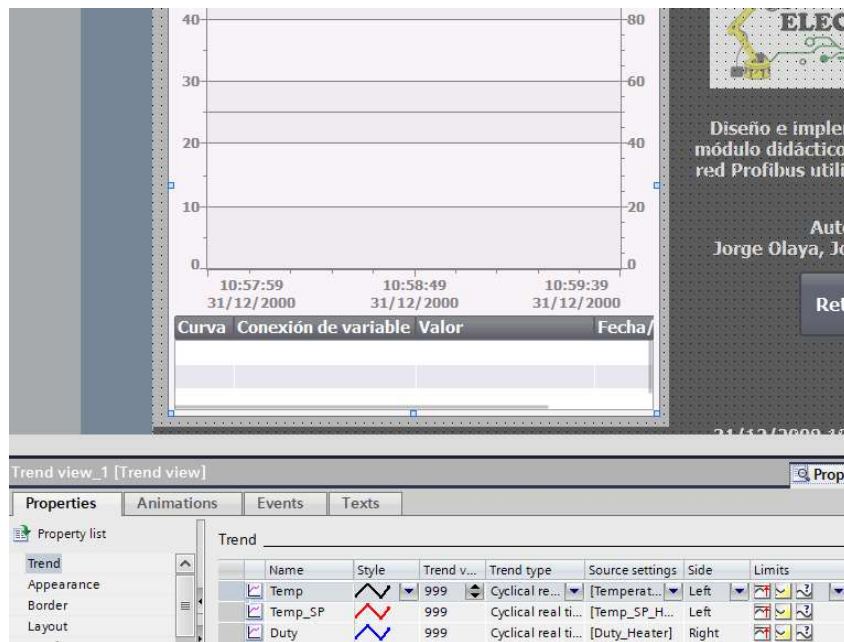 40 80
ELEC
30 60
20 40
10 20
0 0
10:57:59 10:58:49 10:59:39
31/12/2000 31/12/2000 31/12/2000
Curva Conexión de variable Valor Fecha/
Diseño e imple
módulo didáctico
red Profibus utili
Aut
Jorge Olaya, Jo
Ret
Trend view_1 [Trend view]
Prop
Properties Animations Events Texts
Property list
Trend
Appearance
Border
Layout
Trend
Name Style Trend v... Trend type Source settings Side Limits
Temp 999 Cyclical re... [Temperat... Left
Temp_SP 999 Cyclical real ti... [Temp_SP_H... Left
Duty 999 Cyclical real ti... [Duty_Heater] Right